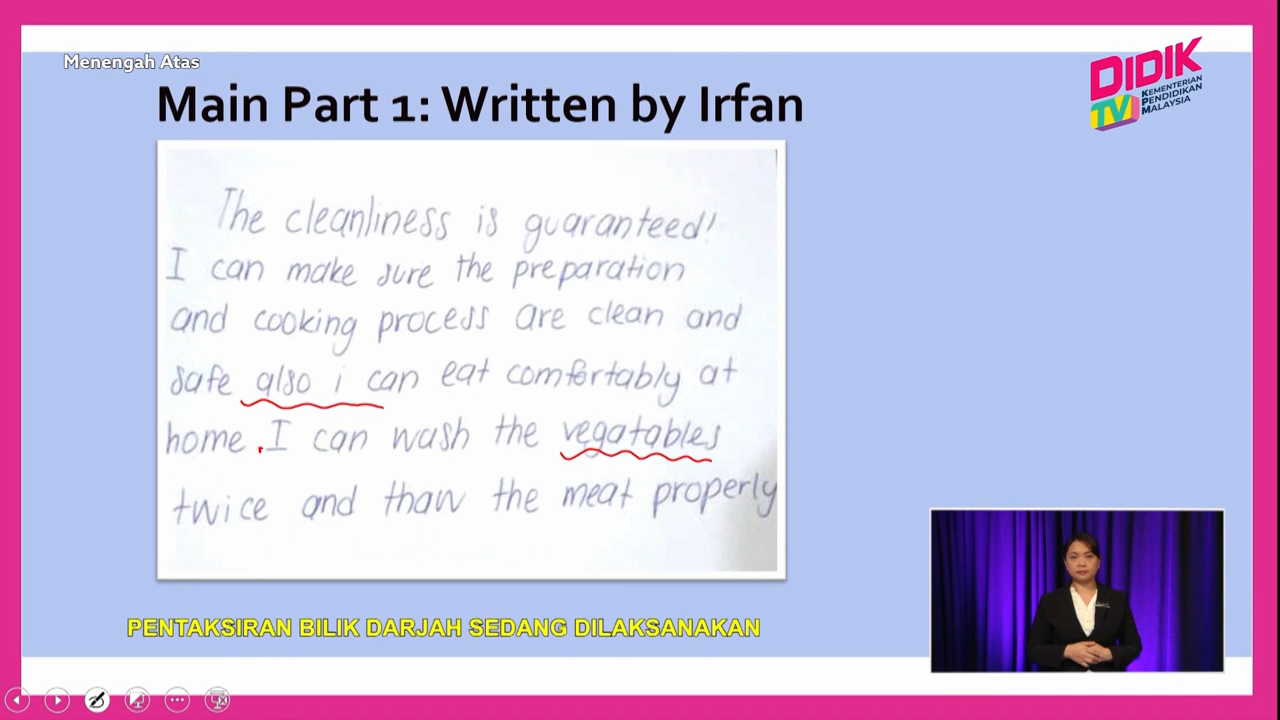 Menengah Atas
Main Part 1: Written by Irfan
DIDIK
TV
KEMENTERIAN
PENDIDIKAN
MALAYSIA
The cleanliness is guaranteed!
I can make sure the preparation
and cooking process are clean and
safe also i can eat comfortably at
home .I can wash the vegatables
twice and thaw the meat properly
PENTAKSIRAN BILIK DARJAH SEDANG DILAKSANAKAN